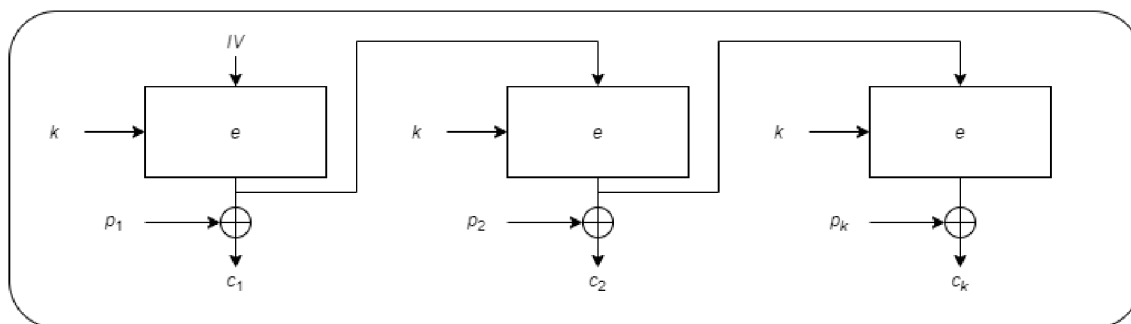 IV
k e k e k e
p₁ p₂ pₖ
c₁ c₂ cₖ